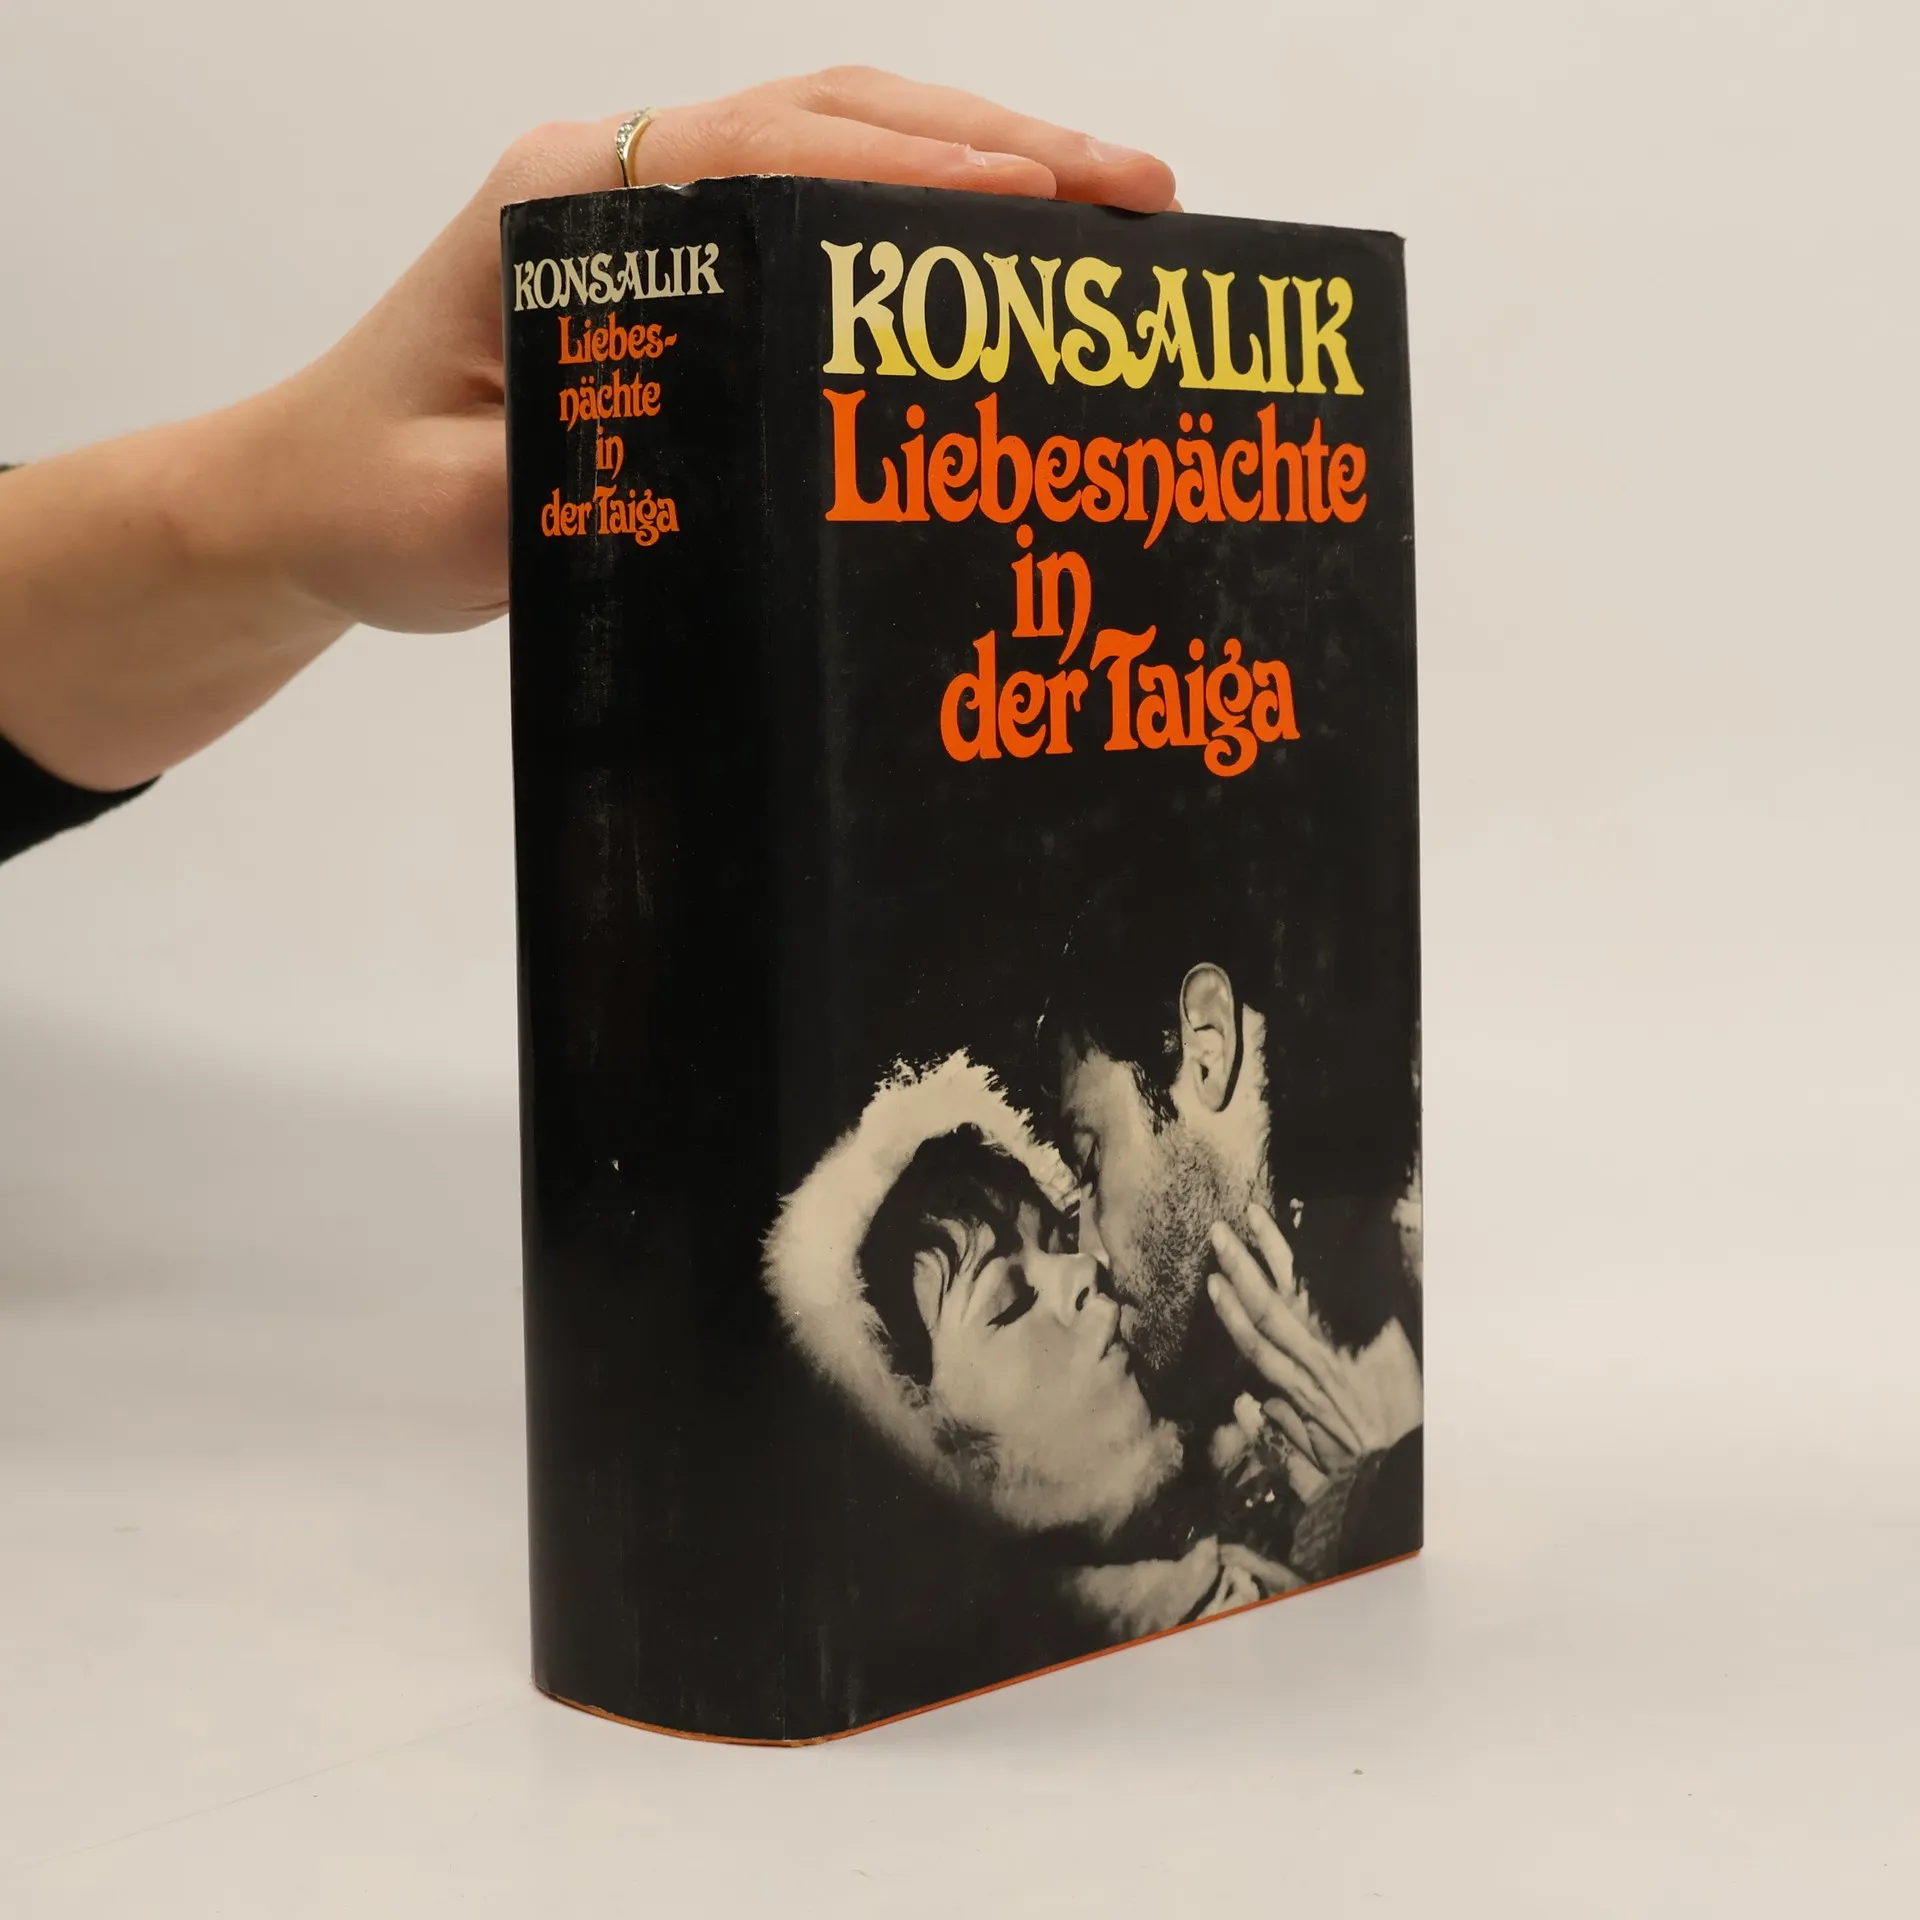 KONSALIK
Liebes-
nächte
in
der Taiga
KONSALIK
Liebesnächte
in
der Taiga